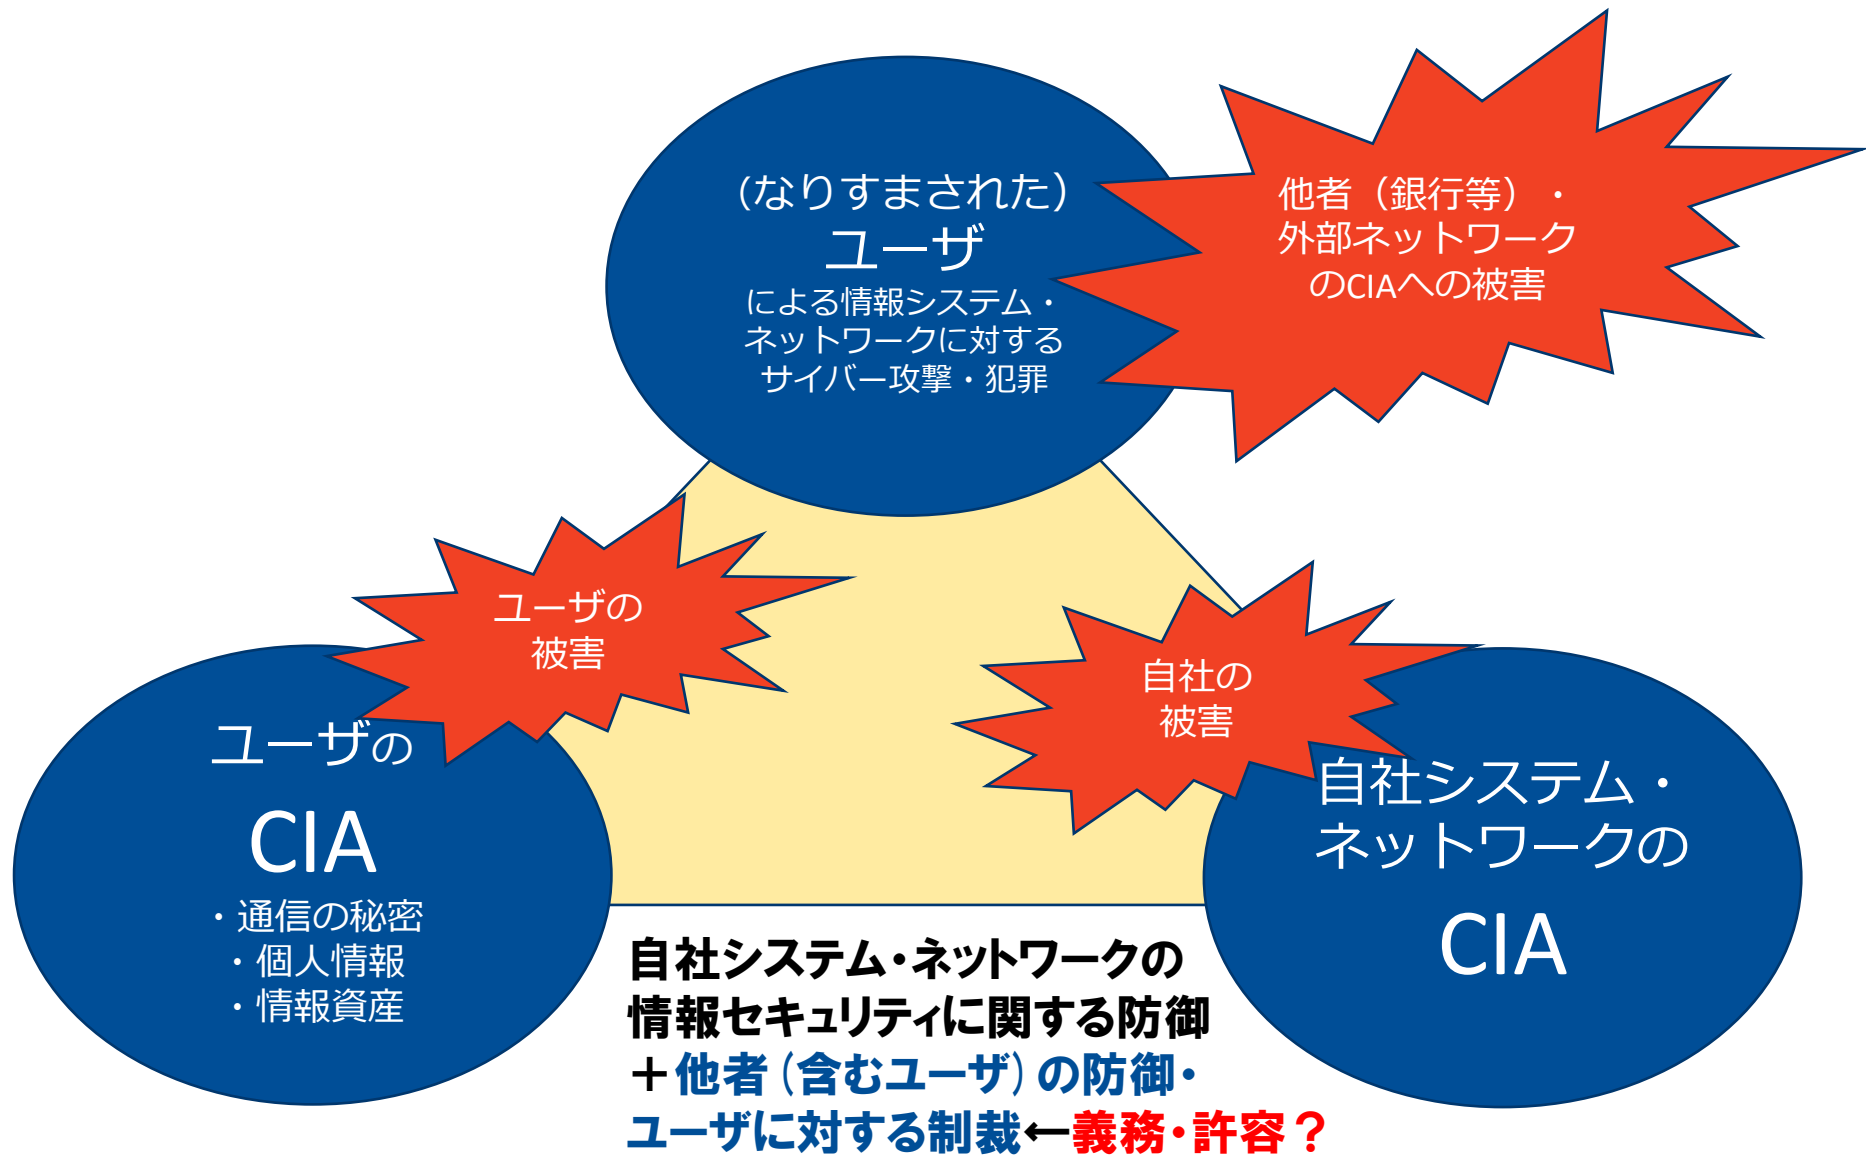 （なりすまされた）
ユーザ
による情報システム・
ネットワークに対する
サイバー攻撃・犯罪
他者（銀行等）・
外部ネットワーク
のCIAへの被害
ユーザの
被害
自社の
被害
ユーザの
CIA
・通信の秘密
・個人情報
・情報資産
自社システム・
ネットワークの
CIA
自社システム・ネットワークの
情報セキュリティに関する防御
＋他者（含むユーザ）の防御・
ユーザに対する制裁←義務・許容？